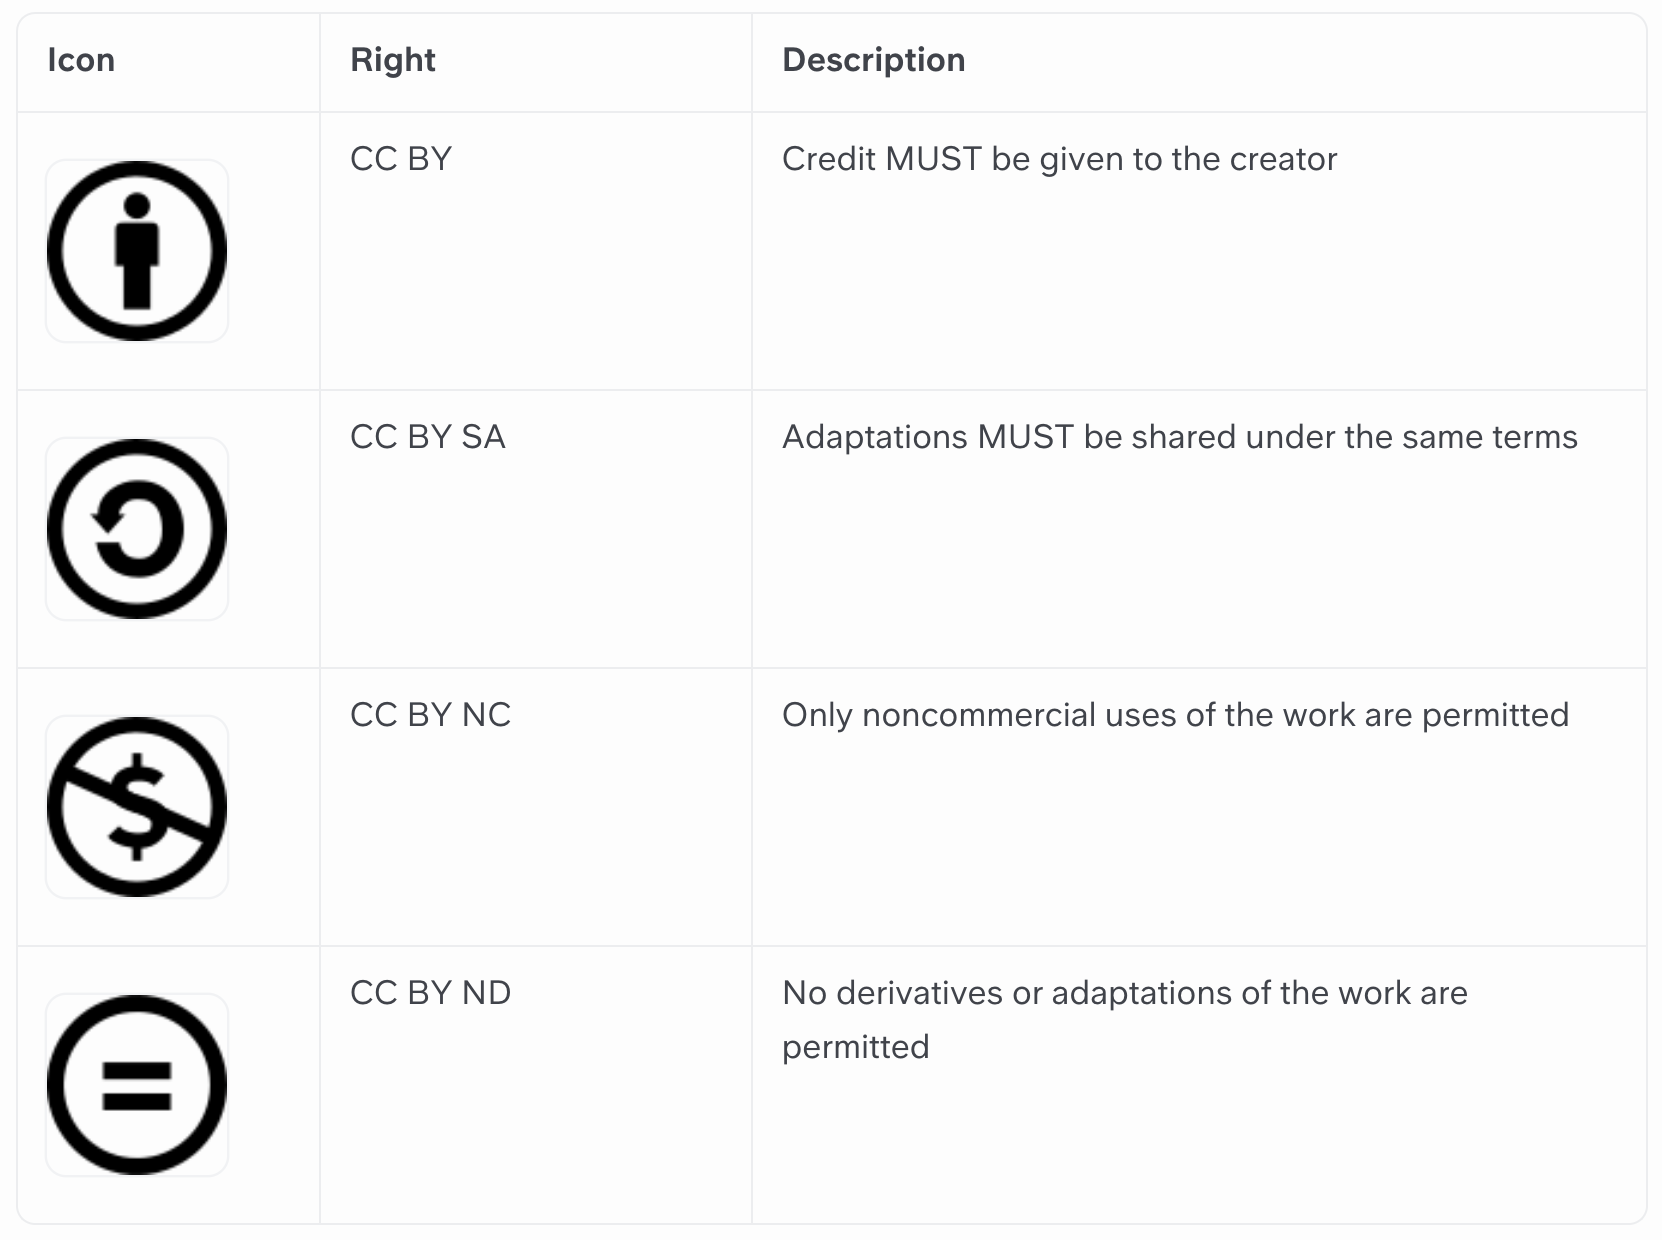 Icon Right Description
CC BY Credit MUST be given to the creator
CC BY SA Adaptations MUST be shared under the same terms
$ CC BY NC Only noncommercial uses of the work are permitted
= CC BY ND No derivatives or adaptations of the work are
permitted